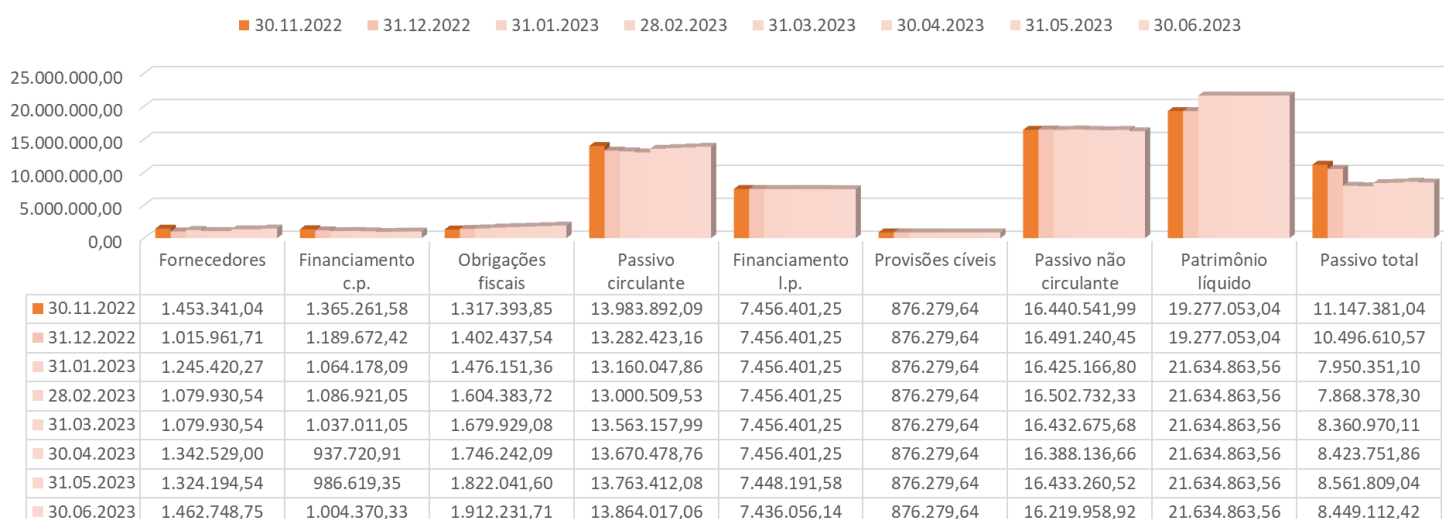 30.11.2022 31.12.2022 31.01.2023 28.02.2023 31.03.2023 30.04.2023 31.05.2023 30.06.2023
25.000.000,00
20.000.000,00
15.000.000,00
10.000.000,00
5.000.000,00
0,00
Fornecedores Financiamento c.p. Obrigações fiscais Passivo circulante Financiamento l.p. Provisões cíveis Passivo não circulante Patrimônio líquido Passivo total
30.11.2022 1.453.341,04 1.365.261,58 1.317.393,85 13.983.892,09 7.456.401,25 876.279,64 16.440.541,99 19.277.053,04 11.147.381,04
31.12.2022 1.015.961,71 1.189.672,42 1.402.437,54 13.282.423,16 7.456.401,25 876.279,64 16.491.240,45 19.277.053,04 10.496.610,57
31.01.2023 1.245.420,27 1.064.178,09 1.476.151,36 13.160.047,86 7.456.401,25 876.279,64 16.425.166,80 21.634.863,56 7.950.351,10
28.02.2023 1.079.930,54 1.086.921,05 1.604.383,72 13.000.509,53 7.456.401,25 876.279,64 16.502.732,33 21.634.863,56 7.868.378,30
31.03.2023 1.079.930,54 1.037.011,05 1.679.929,08 13.563.157,99 7.456.401,25 876.279,64 16.432.675,68 21.634.863,56 8.360.970,11
30.04.2023 1.342.529,00 937.720,91 1.746.242,09 13.670.478,76 7.456.401,25 876.279,64 16.388.136,66 21.634.863,56 8.423.751,86
31.05.2023 1.324.194,54 986.619,35 1.822.041,60 13.763.412,08 7.448.191,58 876.279,64 16.433.260,52 21.634.863,56 8.561.809,04
30.06.2023 1.462.748,75 1.004.370,33 1.912.231,71 13.864.017,06 7.436.056,14 876.279,64 16.219.958,92 21.634.863,56 8.449.112,42